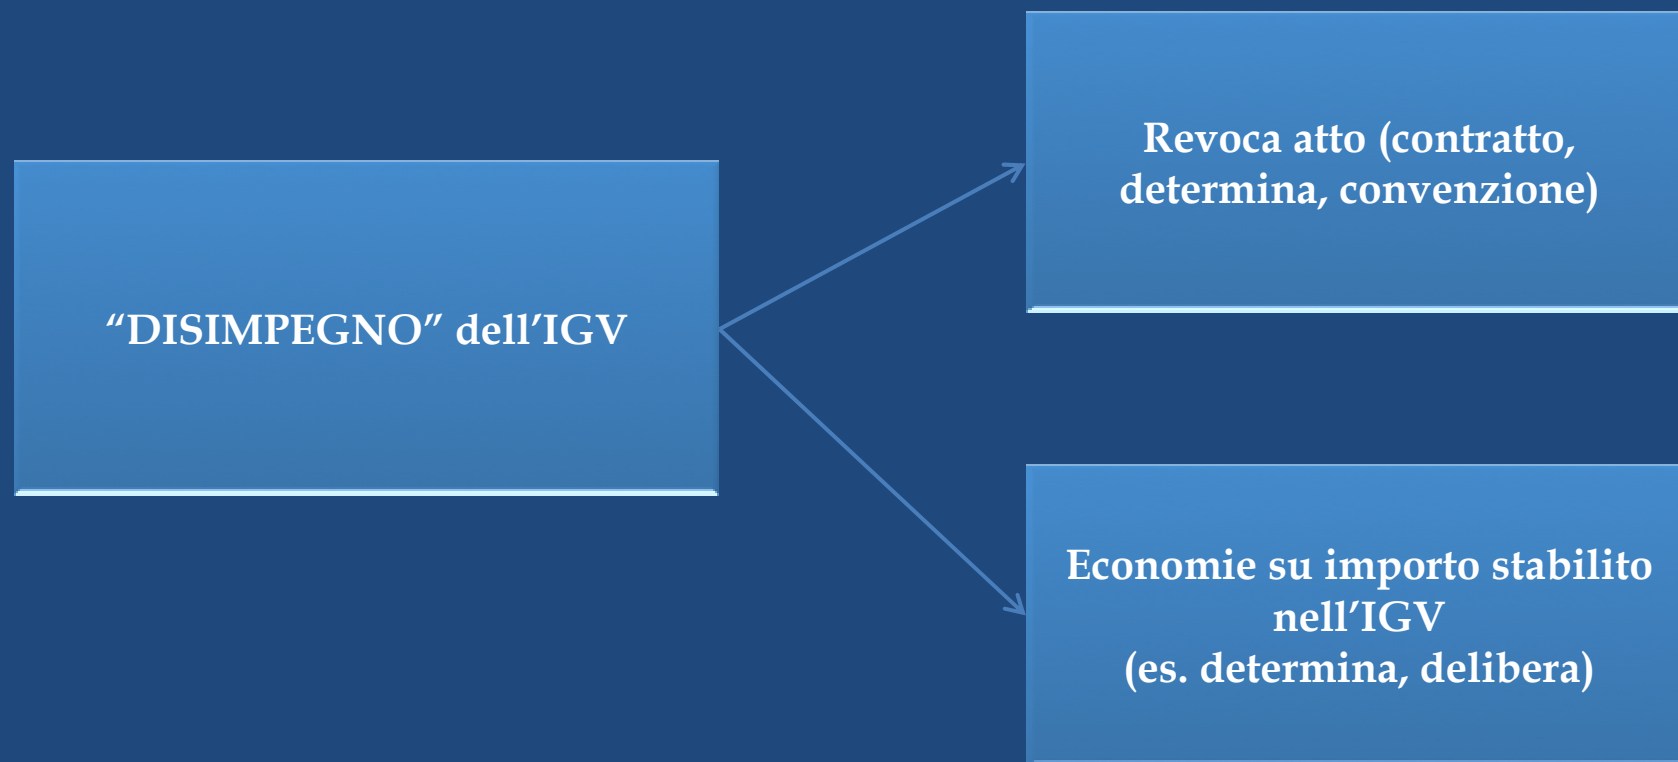 “DISIMPEGNO” dell’IGV
Revoca atto (contratto,
determina, convenzione)
Economie su importo stabilito
nell’IGV
(es. determina, delibera)